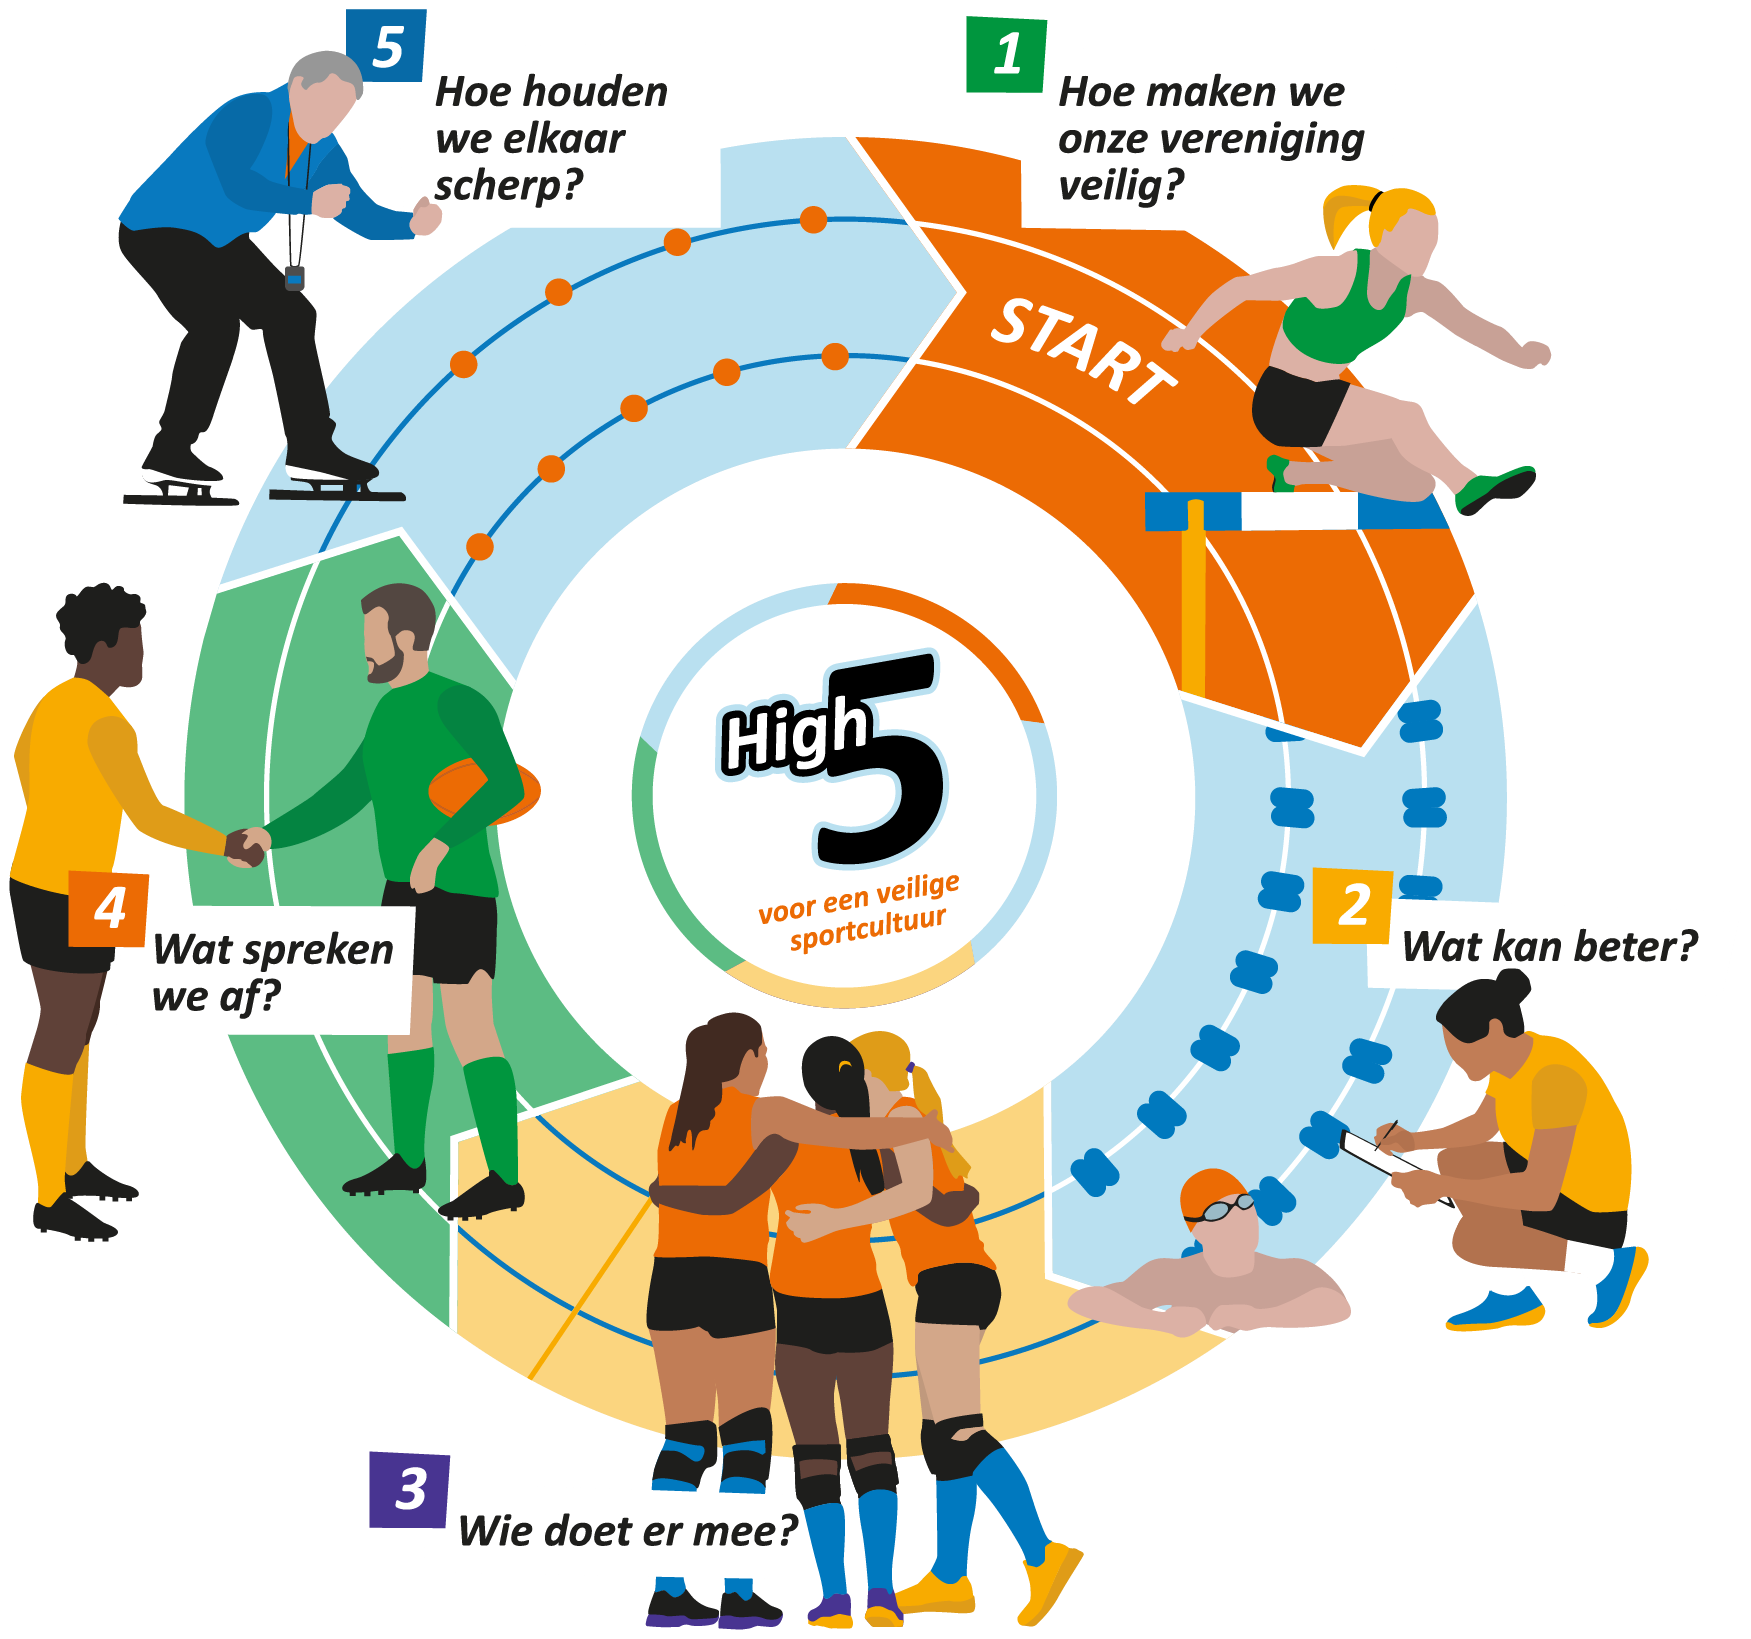 5
Hoe houden
we elkaar
scherp?
1
Hoe maken we
onze vereniging
veilig?
START
High
5
voor een veilige
sportcultuur
2
Wat kan beter?
4
Wat spreken
we af?
3
Wie doet er mee?